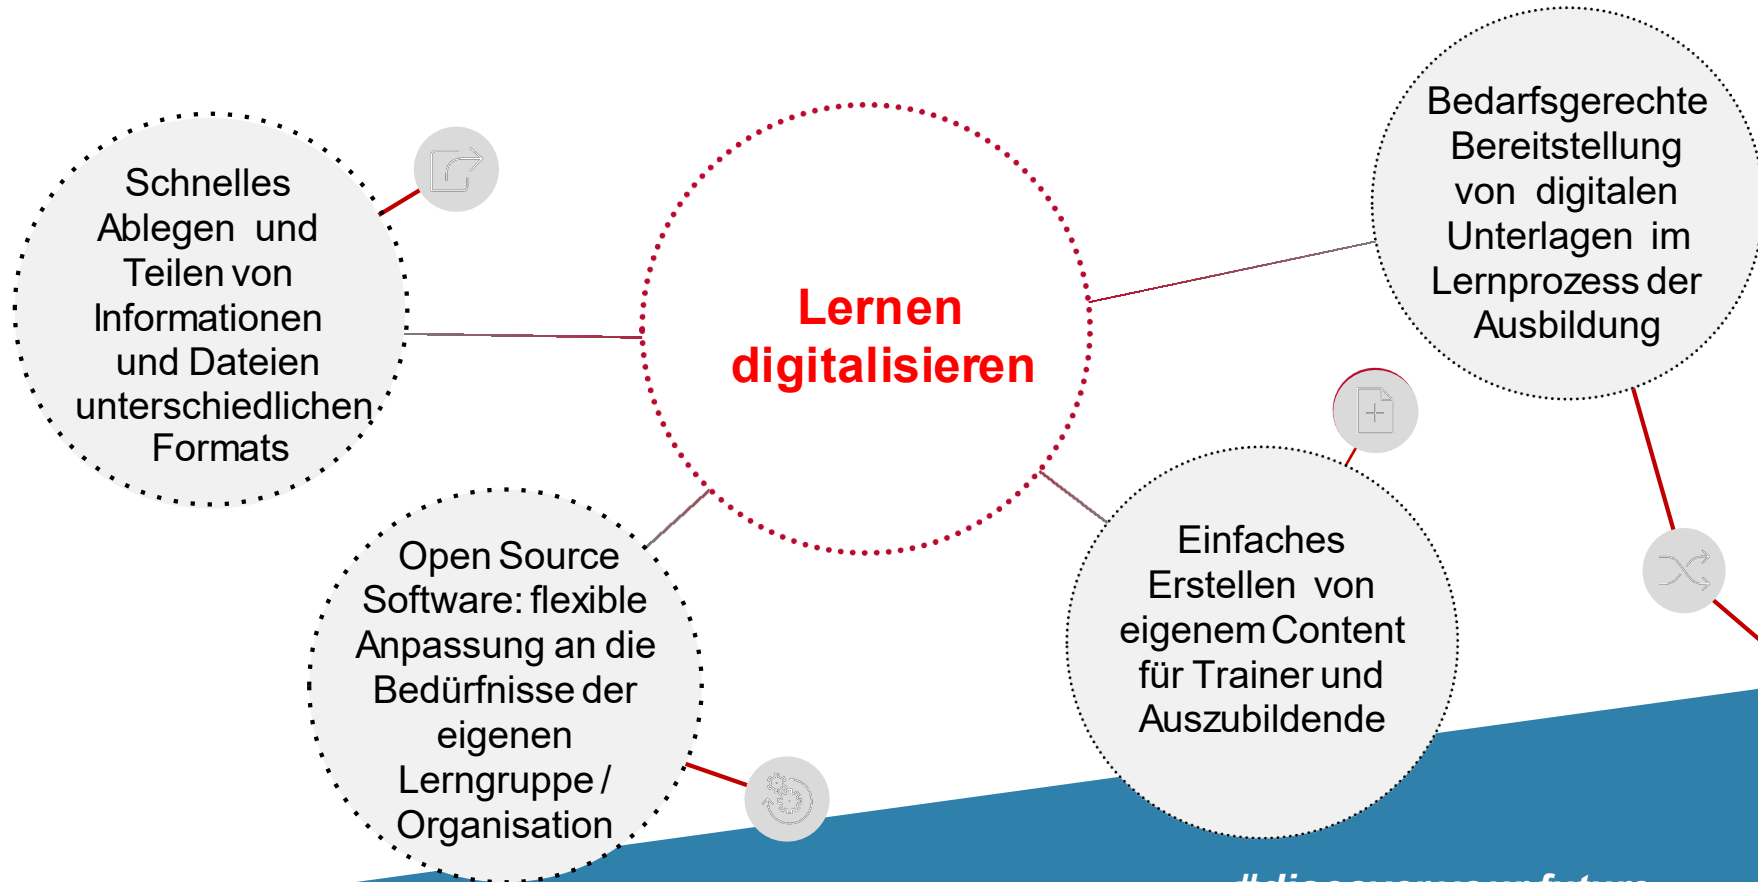 Schnelles
Ablegen und
Teilen von
Informationen
und Dateien
unterschiedlichen
Formats
Lernen
digitalisieren
Bedarfsgerechte
Bereitstellung
von digitalen
Unterlagen im
Lernprozess der
Ausbildung
Open Source
Software: flexible
Anpassung an die
Bedürfnisse der
eigenen
Lerngruppe /
Organisation
Einfaches
Erstellen von
eigenem Content
für Trainer und
Auszubildende